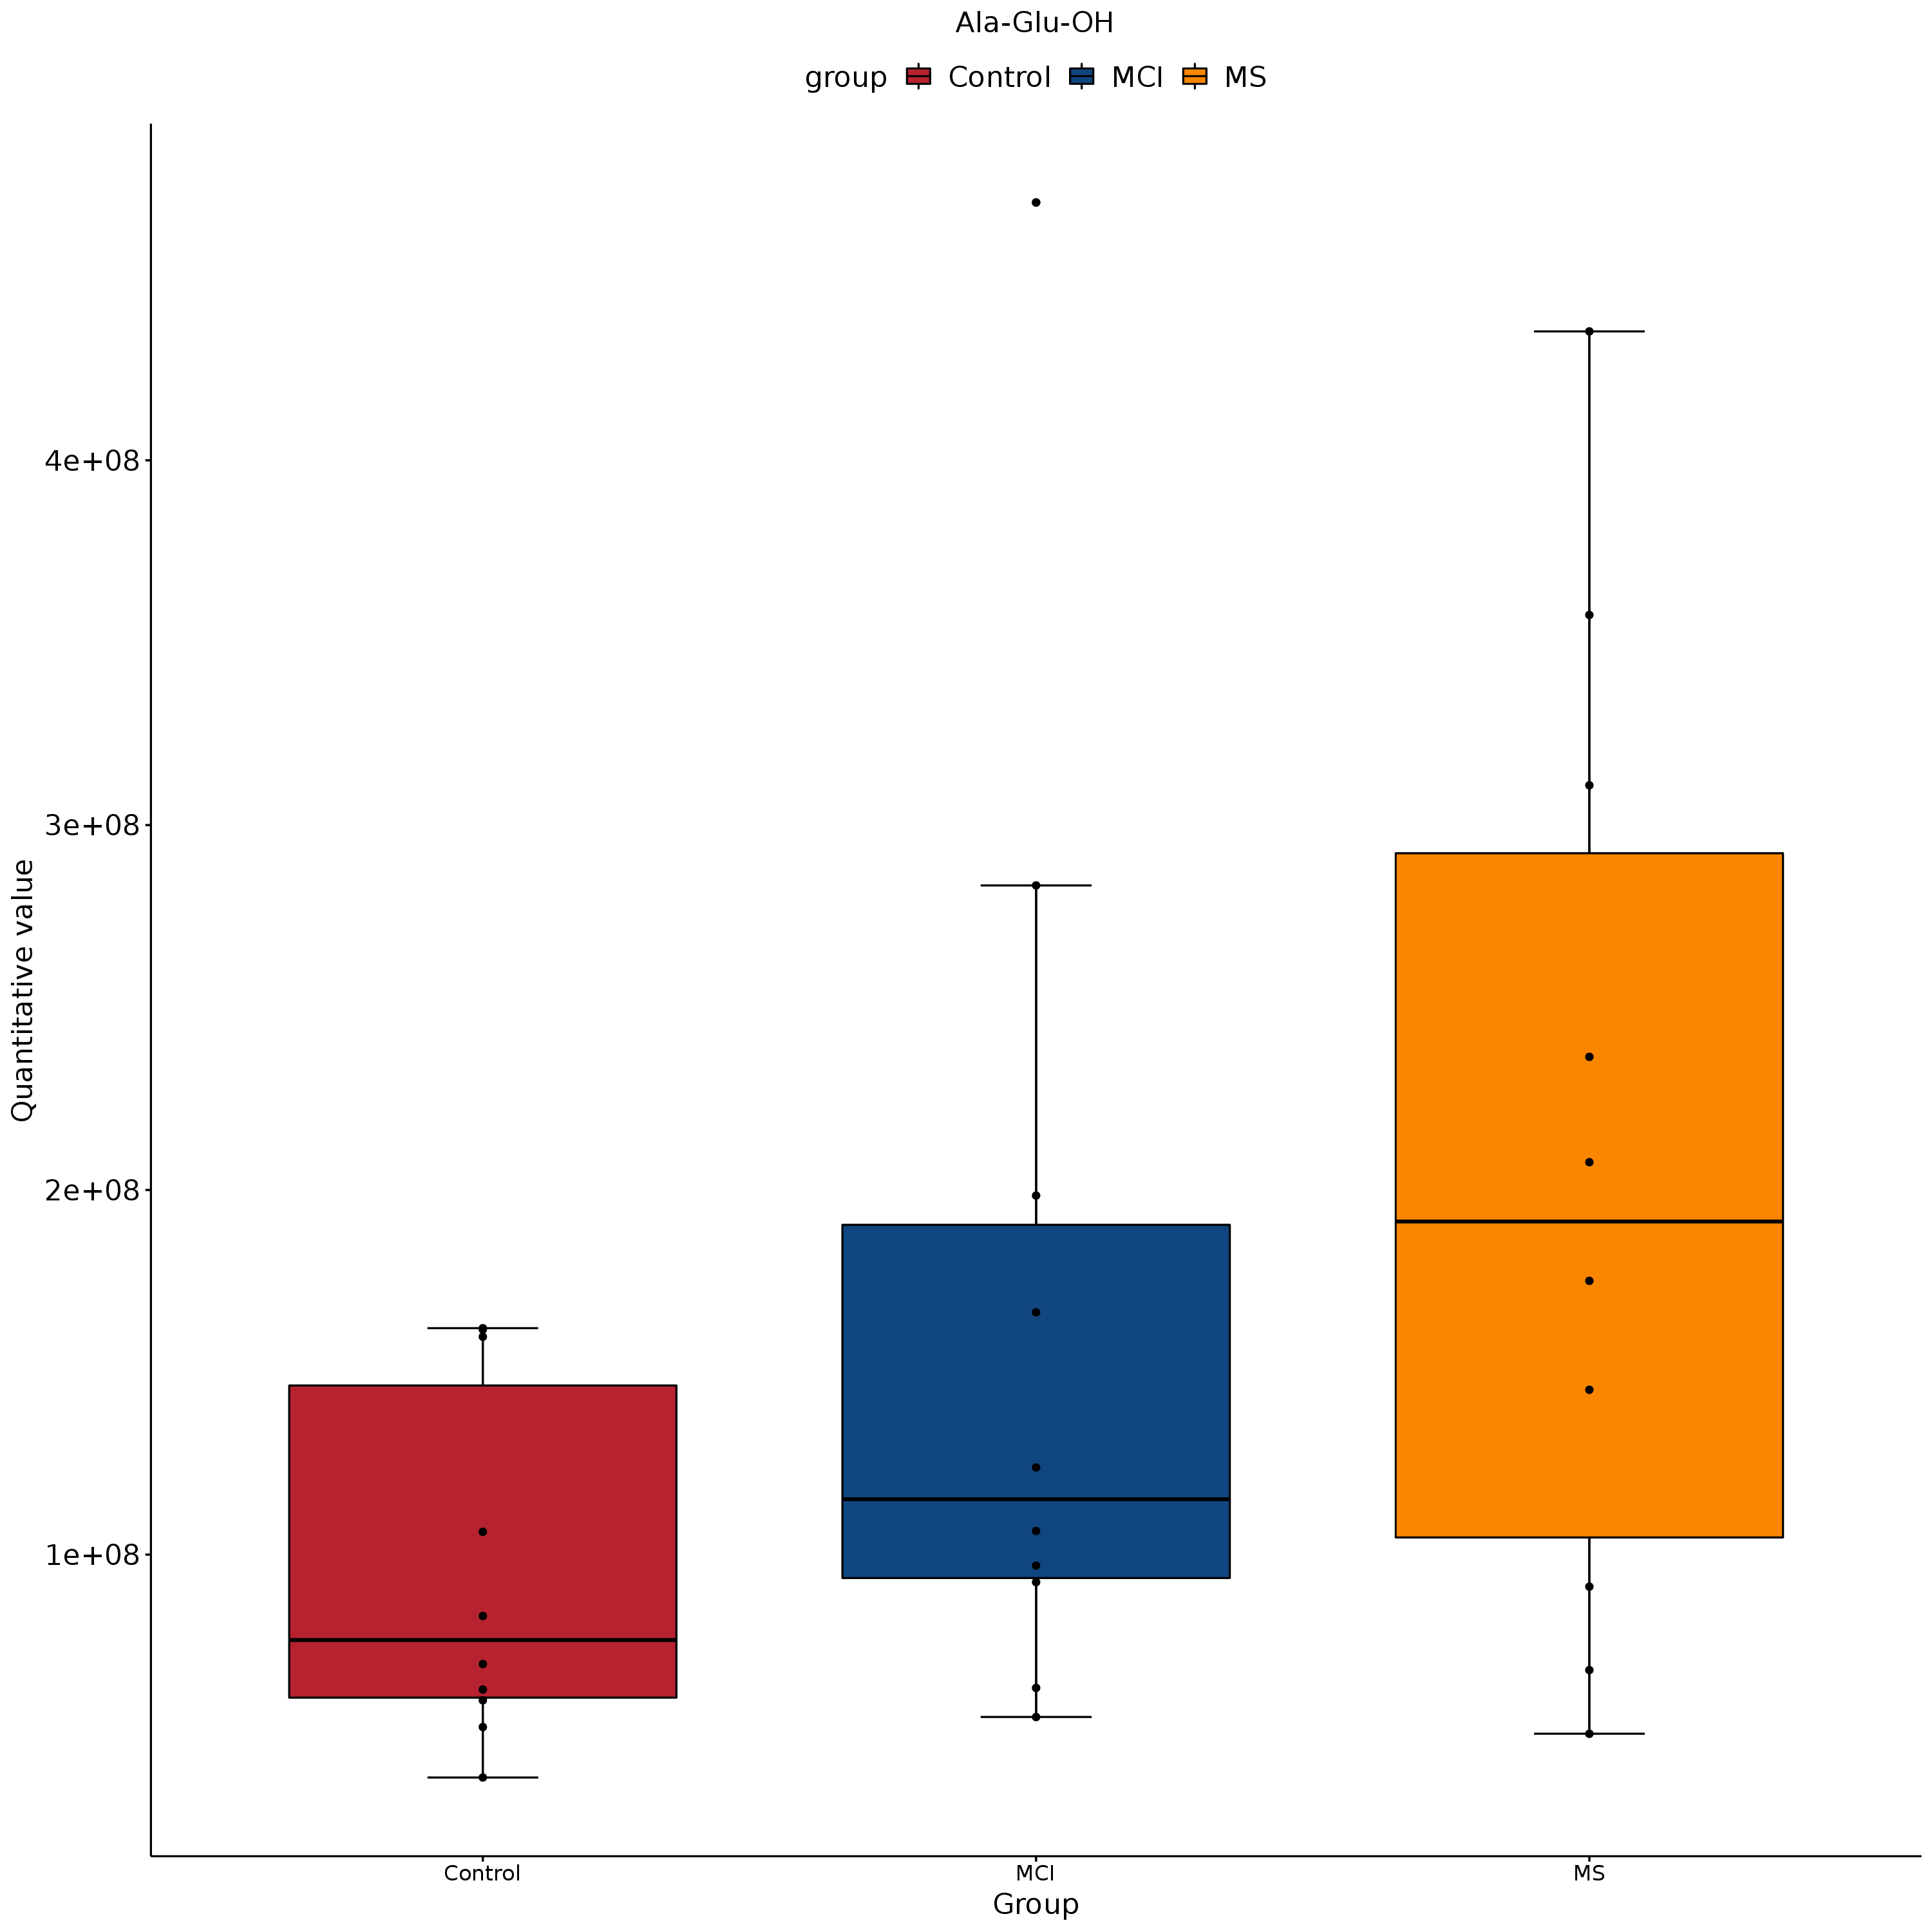 Ala-Glu-OH
group Control MCI MS
Quantitative value
4e+08
3e+08
2e+08
1e+08
Control MCI MS
Group